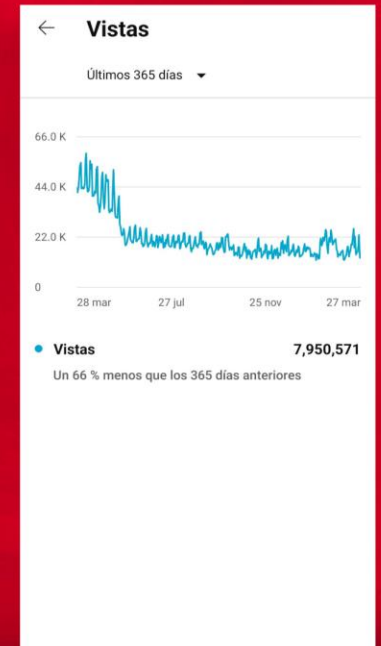 Vistas
Últimos 365 días
66.0 K
44.0 K
22.0 K
0
28 mar 27 jul 25 nov 27 mar
Vistas 7,950,571
Un 66 % menos que los 365 días anteriores